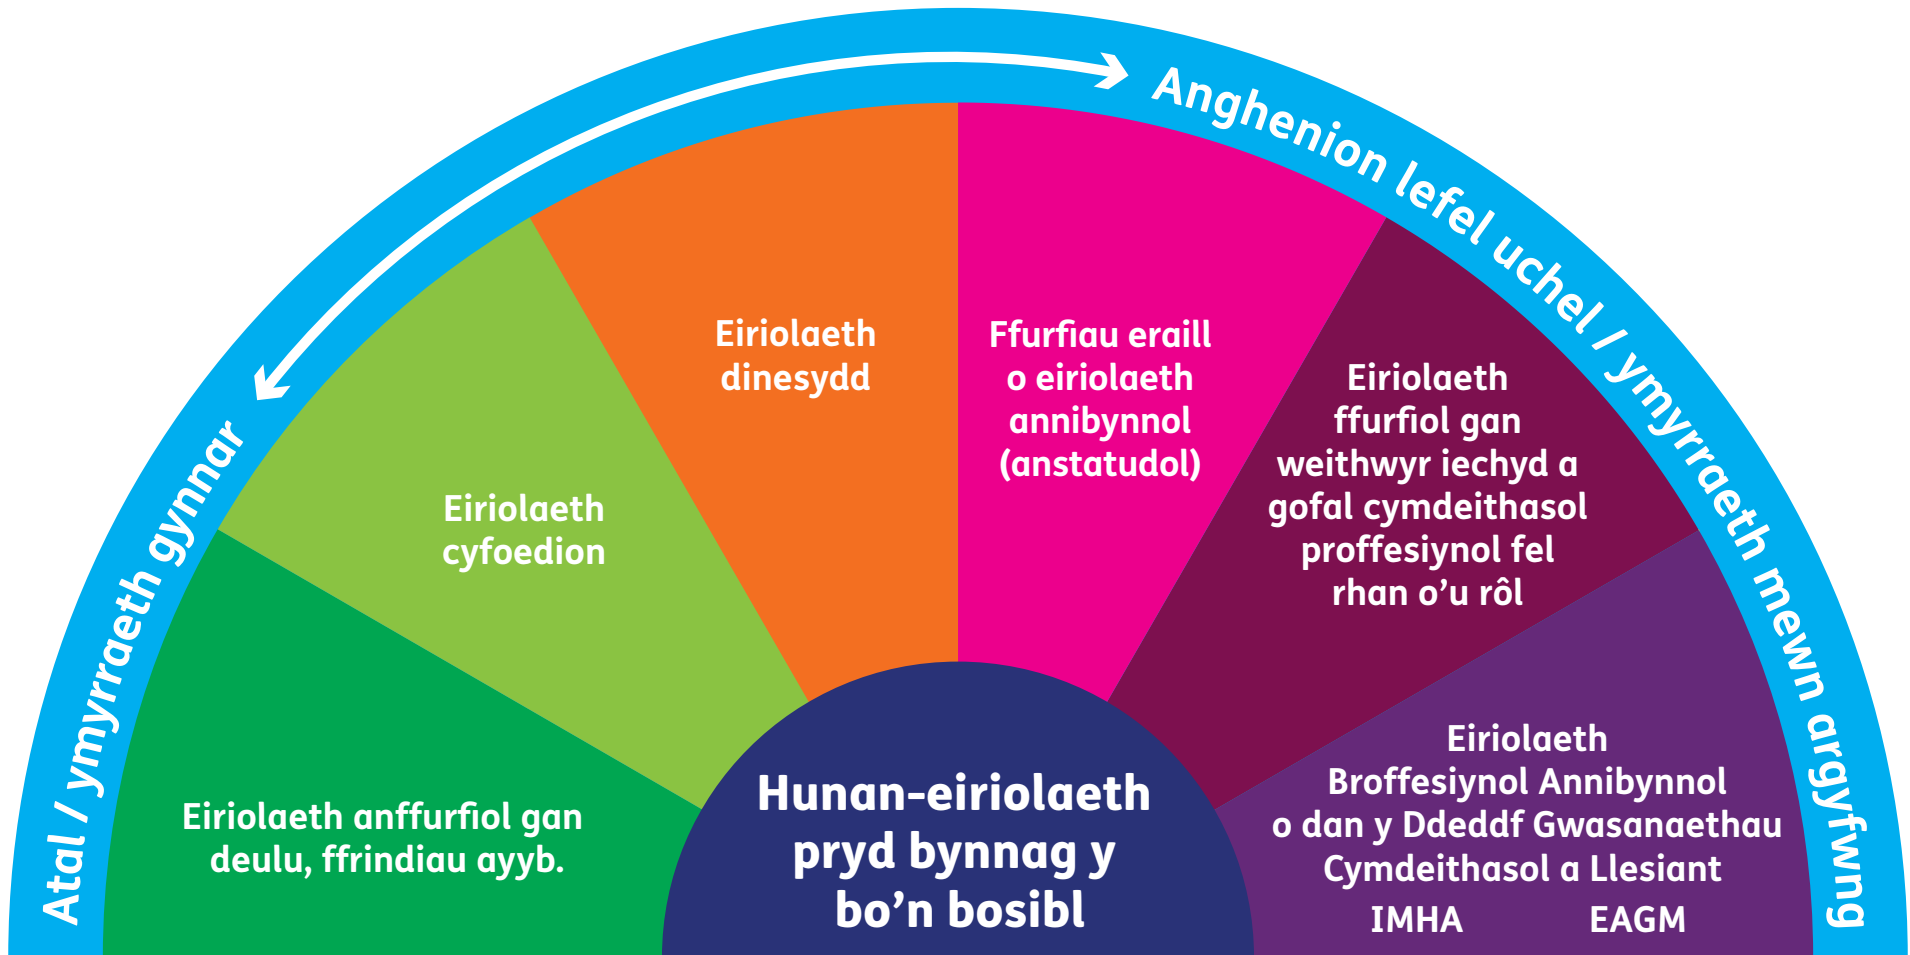 Atal / ymyrraeth gynnar
Anghenion lefel uchel / ymyrraeth mewn argyfwng
Eiriolaeth anffurfiol gan
deulu, ffrindiau ayyb.
Eiriolaeth
cyfoedion
Eiriolaeth
dinesydd
Ffurfiau eraill
o eiriolaeth
annibynnol
(anstatudol)
Eiriolaeth
ffurfiol gan
weithwyr iechyd a
gofal cymdeithasol
proffesiynol fel
rhan o’u rôl
Eiriolaeth
Broffesiynol Annibynnol
o dan y Ddeddf Gwasanaethau
Cymdeithasol a Llesiant
IMHA EAGM
Hunan-eiriolaeth
pryd bynnag y
bo’n bosibl